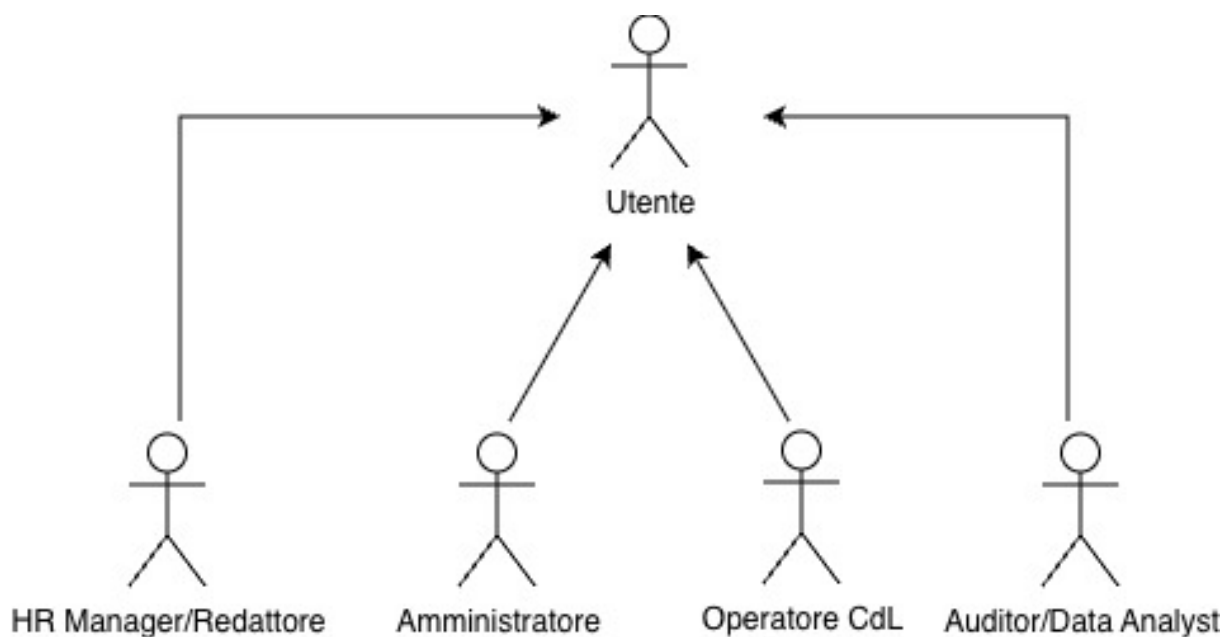 Utente
HR Manager/Redattore
Amministratore
Operatore CdL
Auditor/Data Analyst